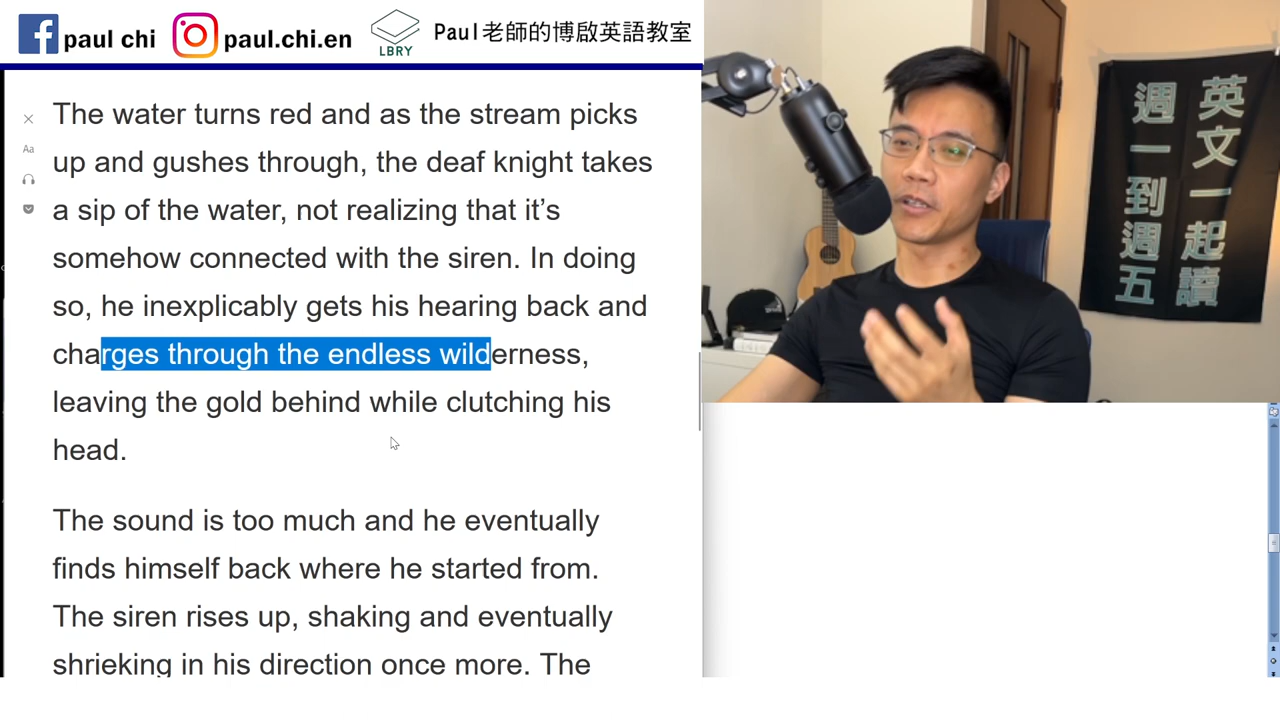 paul chi
paul.chi.en
LBRY
Paul老師的博啟英語教室
The water turns red and as the stream picks
up and gushes through, the deaf knight takes
a sip of the water, not realizing that it’s
somehow connected with the siren. In doing
so, he inexplicably gets his hearing back and
charges through the endless wilderness,
leaving the gold behind while clutching his
head.
The sound is too much and he eventually
finds himself back where he started from.
The siren rises up, shaking and eventually
shrieking in his direction once more. The
Aa
英文一起讀
週一到週五